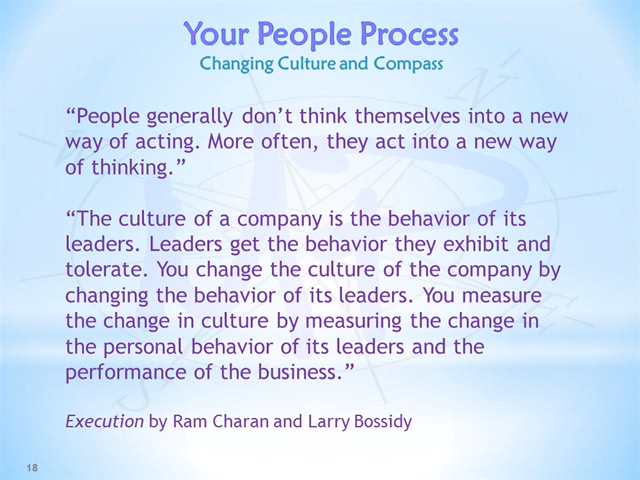 Your People Process
Changing Culture and Compass
“People generally don’t think themselves into a new
way of acting. More often, they act into a new way
of thinking.”
“The culture of a company is the behavior of its
leaders. Leaders get the behavior they exhibit and
tolerate. You change the culture of the company by
changing the behavior of its leaders. You measure
the change in culture by measuring the change in
the personal behavior of its leaders and the
performance of the business.”
Execution by Ram Charan and Larry Bossidy
18